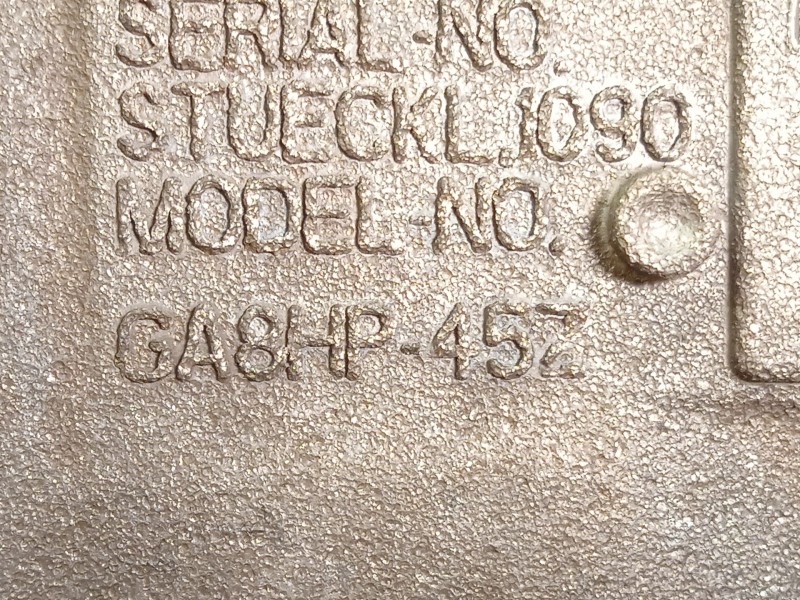 SERIAL-NO.
STUECKL.1090
MODEL-NO.
GA8HP-45Z